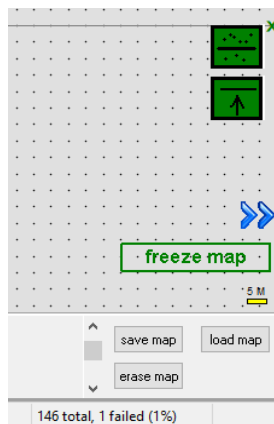 freeze map
5 M
save map
load map
erase map
146 total, 1 failed (1%)